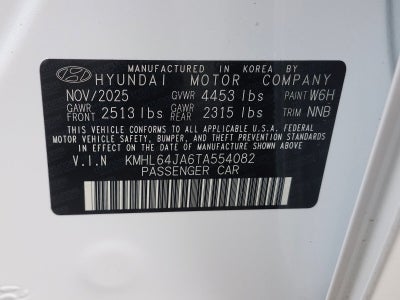 MANUFACTURED IN KOREA BY
HYUNDAI MOTOR COMPANY
NOV/2025 GVWR 4453 lbs PAINT W6H
GAWR FRONT 2513 lbs GAWR REAR 2315 lbs TRIM NNB
THIS VEHICLE CONFORMS TO ALL APPLICABLE U.S. FEDERAL MOTOR
VEHICLE SAFETY, BUMPER, AND THEFT PREVENTION STANDARDS
IN EFFECT ON THE DATE OF MANUFACTURE SHOWN ABOVE.
V.I.N KMHL64JA6TA554082
PASSENGER CAR